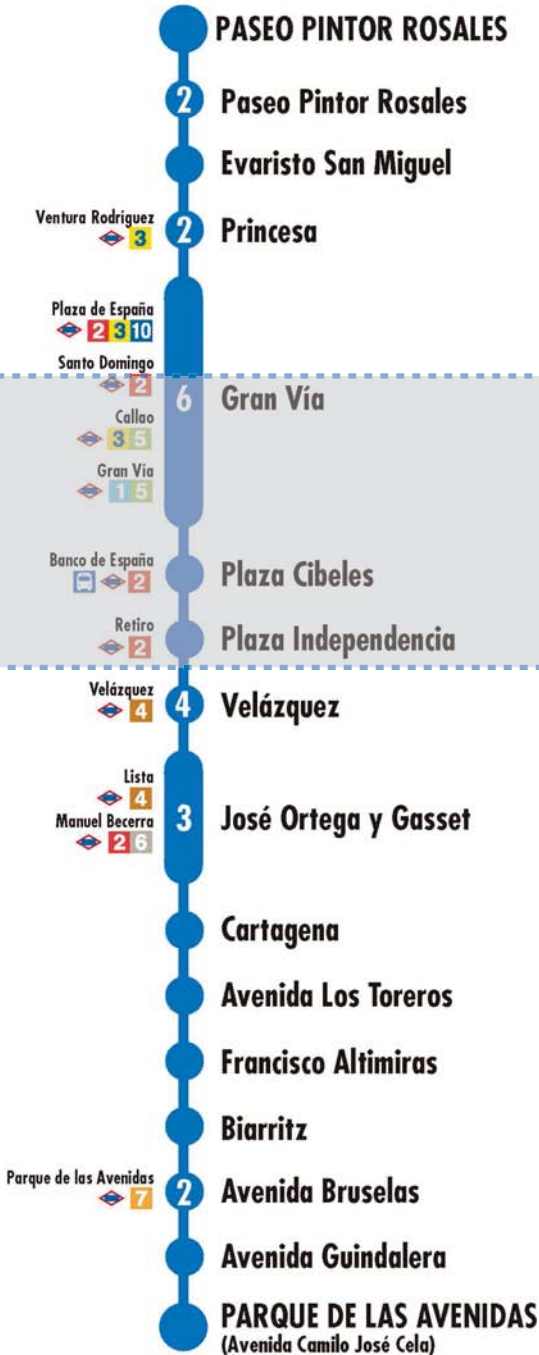 PASEO PINTOR ROSALES
2 Paseo Pintor Rosales
Evaristo San Miguel
Ventura Rodríguez
3
2 Princesa
Plaza de España
2 3 10
Santo Domingo
2
6 Gran Vía
Callao
3 5
Gran Vía
1 5
Banco de España
2
Plaza Cibeles
Retiro
2
Plaza Independencia
Velázquez
4
4 Velázquez
Lista
4
Manuel Becerra
2 6
3 José Ortega y Gasset
Cartagena
Avenida Los Toreros
Francisco Altimiras
Biarritz
Parque de las Avenidas
7
2 Avenida Bruselas
Avenida Guindalera
PARQUE DE LAS AVENIDAS
(Avenida Camilo José Cela)